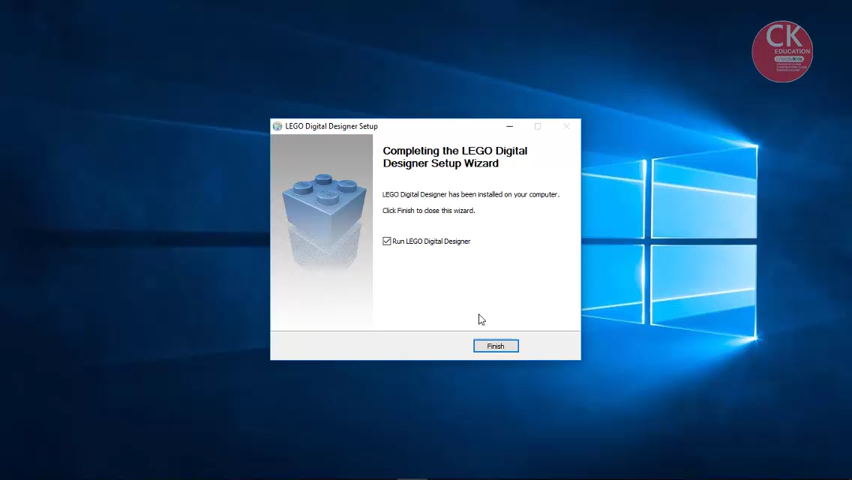 CK
EDUCATION
LEGO Digital Designer Setup
Completing the LEGO Digital
Designer Setup Wizard
LEGO Digital Designer has been installed on your computer.
Click Finish to close this wizard.
Run LEGO Digital Designer
Finish